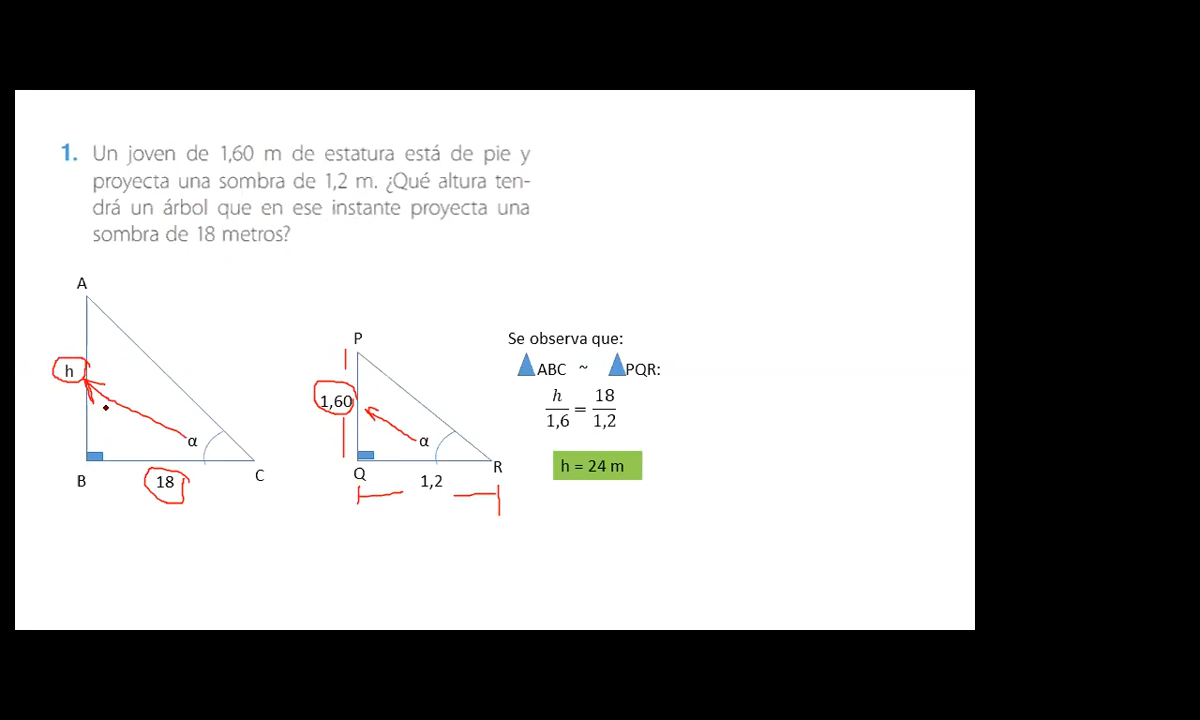 1. Un joven de 1,60 m de estatura está de pie y
proyecta una sombra de 1,2 m. ¿Qué altura ten-
drá un árbol que en ese instante proyecta una
sombra de 18 metros?
A
h
α
B
18
C
P
1,60
α
Q
1,2
R
Se observa que:
ABC ~ PQR:
h/1,6 = 18/1,2
h = 24 m